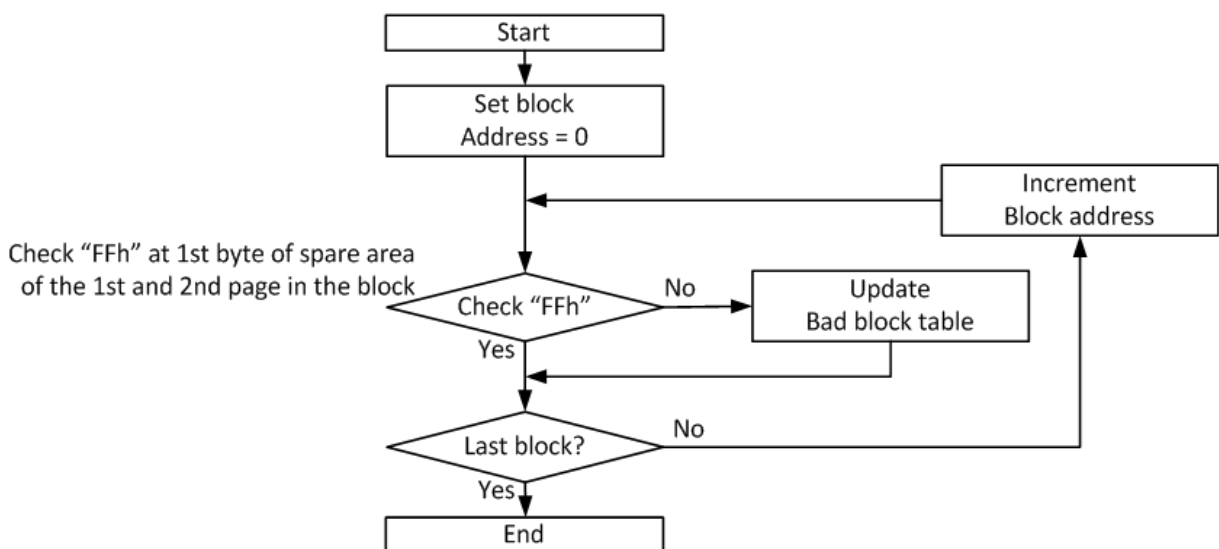 Start
Set block
Address = 0
Increment
Block address
Check “FFh” at 1st byte of spare area
of the 1st and 2nd page in the block
Check “FFh”
No
Update
Bad block table
Yes
Last block?
No
Yes
End